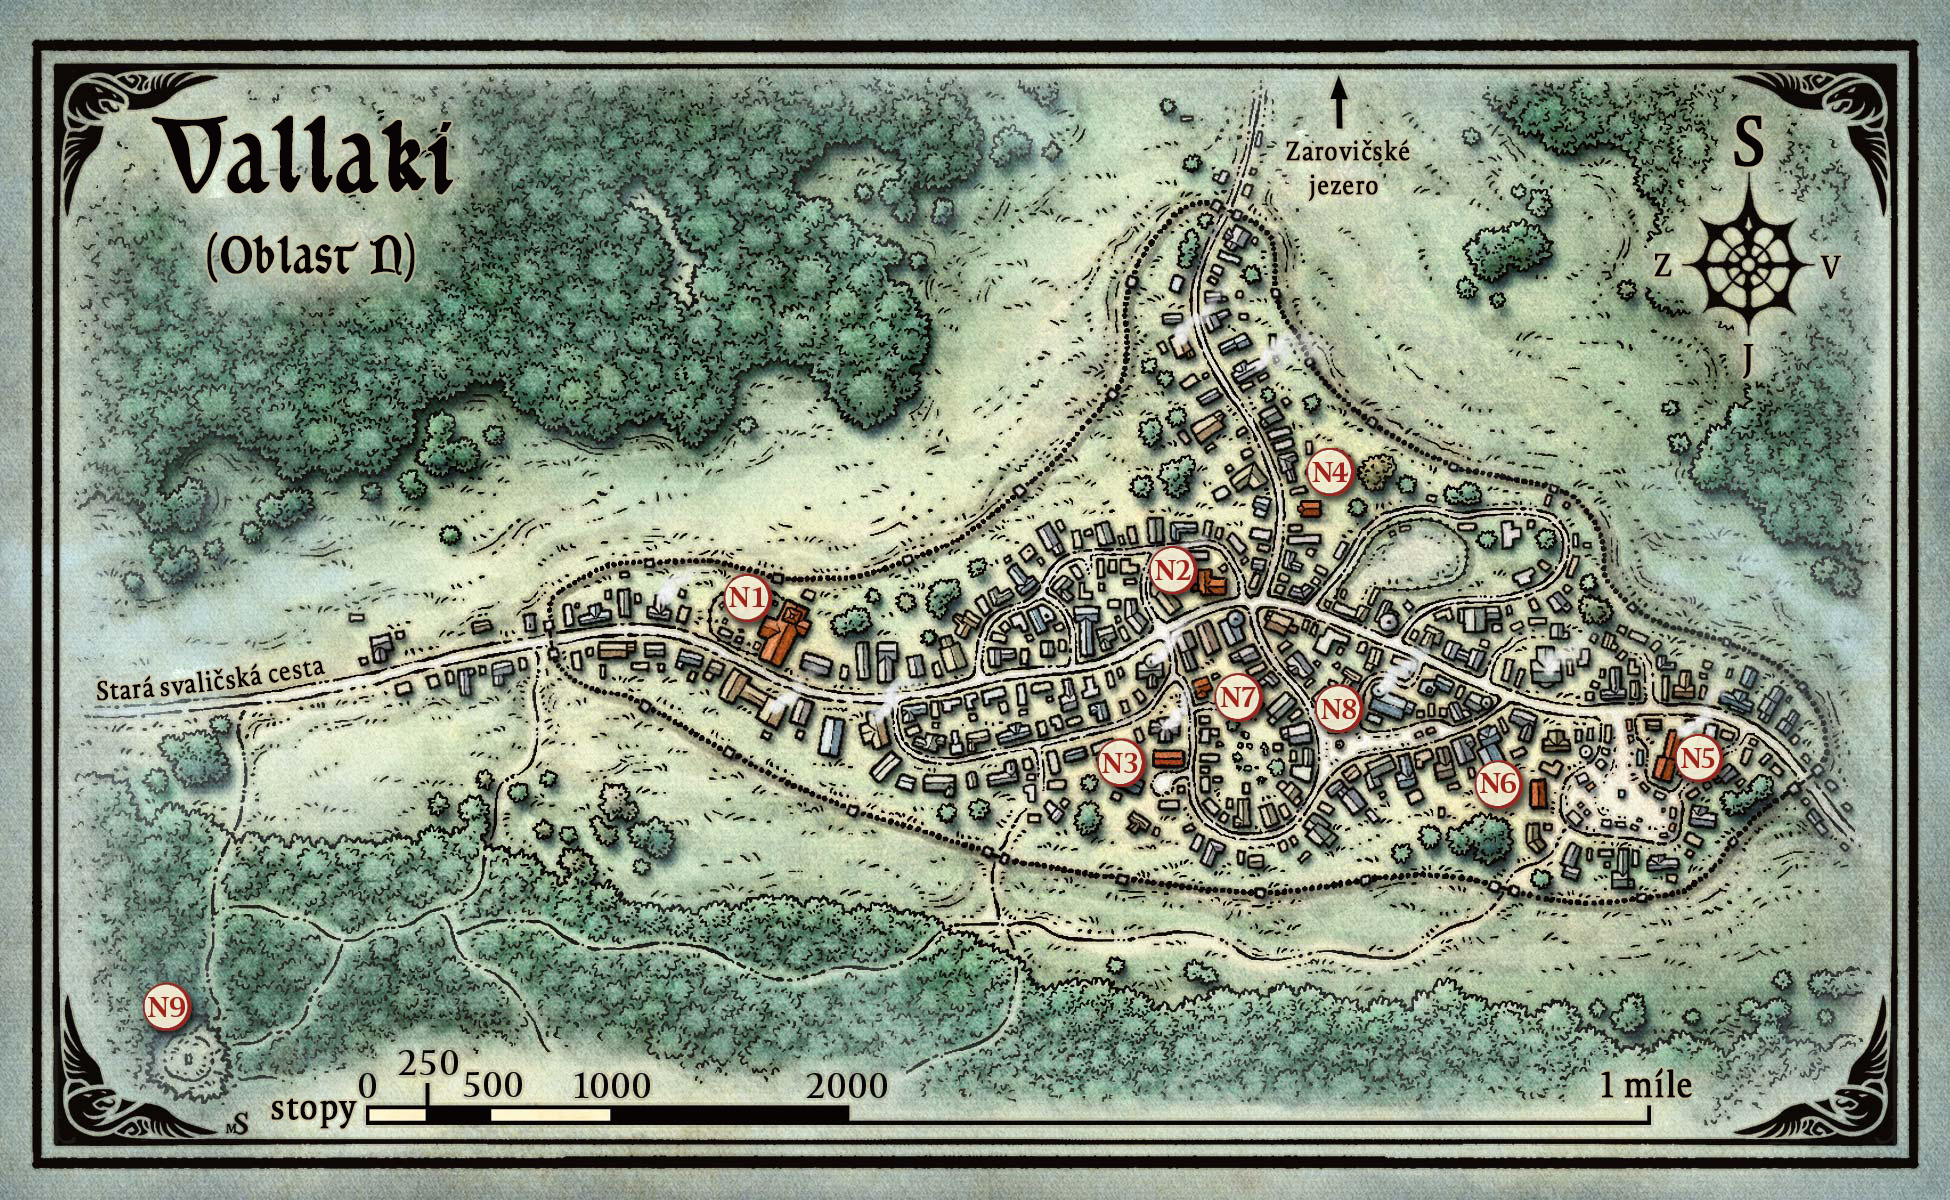 Vallaki
(Oblast N)
Zarovičské
jezero
S
Z
V
J
N4
N2
N1
Stará svaličská cesta
N7
N8
N3
N5
N6
N9
stopy
0
250
500
1000
2000
1 míle
MS